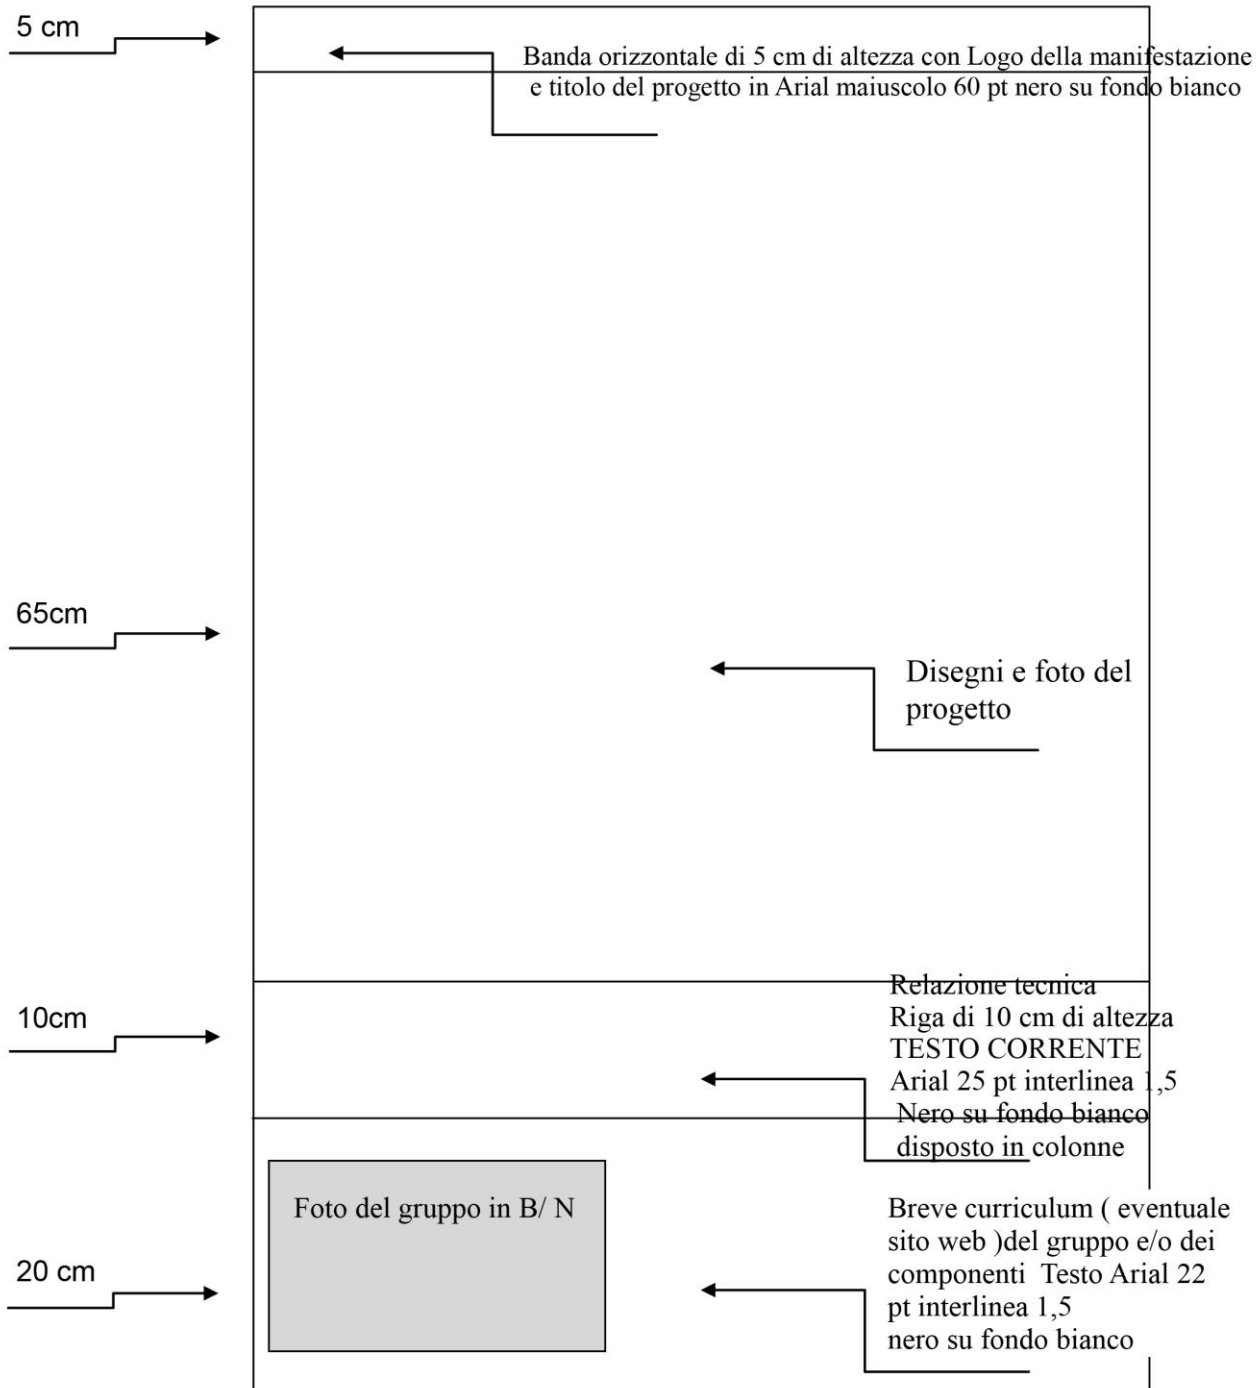 5 cm
Banda orizzontale di 5 cm di altezza con Logo della manifestazione
e titolo del progetto in Arial maiuscolo 60 pt nero su fondo bianco
65cm
Disegni e foto del
progetto
10cm
Relazione tecnica
Riga di 10 cm di altezza
TESTO CORRENTE
Arial 25 pt interlinea 1,5
Nero su fondo bianco
disposto in colonne
Foto del gruppo in B/ N
20 cm
Breve curriculum ( eventuale
sito web )del gruppo e/o dei
componenti  Testo Arial 22
pt interlinea 1,5
nero su fondo bianco